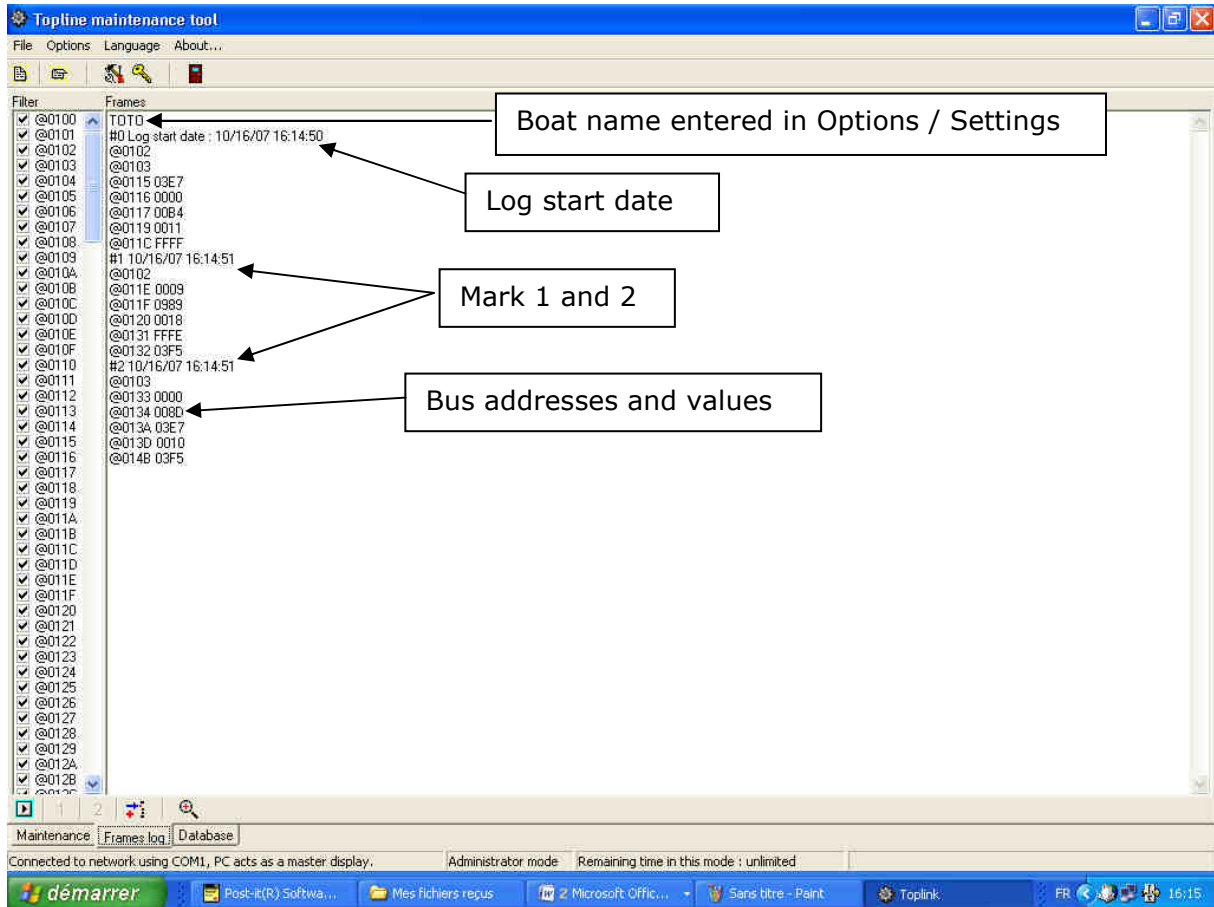 Topline maintenance tool
File Options Language About...
Filter
Frames
@0100
@0101
@0102
@0103
@0104
@0105
@0106
@0107
@0108
@0109
@010A
@010B
@010C
@010D
@010E
@010F
@0110
@0111
@0112
@0113
@0114
@0115
@0116
@0117
@0118
@0119
@011A
@011B
@011C
@011D
@011E
@011F
@0120
@0121
@0122
@0123
@0124
@0125
@0126
@0127
@0128
@0129
@012A
@012B
TOTO
#0 Log start date : 10/16/07 16:14:50
@0102
@0103
@0115 03E7
@0116 0000
@0117 00B4
@0119 0011
@011C FFFF
#1 10/16/07 16:14:51
@0102
@011E 0009
@011F 0989
@0120 0018
@0131 FFFE
@0132 03F5
#2 10/16/07 16:14:51
@0103
@0133 0000
@0134 008D
@013A 03E7
@013D 0010
@014B 03F5
Boat name entered in Options / Settings
Log start date
Mark 1 and 2
Bus addresses and values
1 2
Maintenance Frames log Database
Connected to network using COM1, PC acts as a master display. Administrator mode Remaining time in this mode : unlimited
démarrer Post-it(R) Softwa... Mes fichiers reçus 2 Microsoft Offic... Sans titre - Paint Toplink FR 16:15